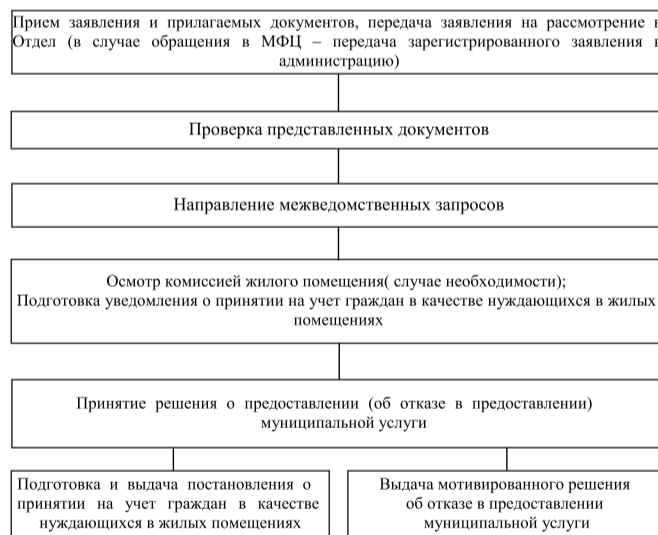 Прием заявления и прилагаемых документов, передача заявления на рассмотрение в
Отдел (в случае обращения в МФЦ – передача зарегистрированного заявления в
администрацию)
Проверка представленных документов
Направление межведомственных запросов
Осмотр комиссией жилого помещения( случае необходимости);
Подготовка уведомления о принятии на учет граждан в качестве нуждающихся в жилых
помещениях
Принятие решения о предоставлении (об отказе в предоставлении)
муниципальной услуги
Подготовка и выдача постановления о
принятии на учет граждан в качестве
нуждающихся в жилых помещениях
Выдача мотивированного решения
об отказе в предоставлении
муниципальной услуги